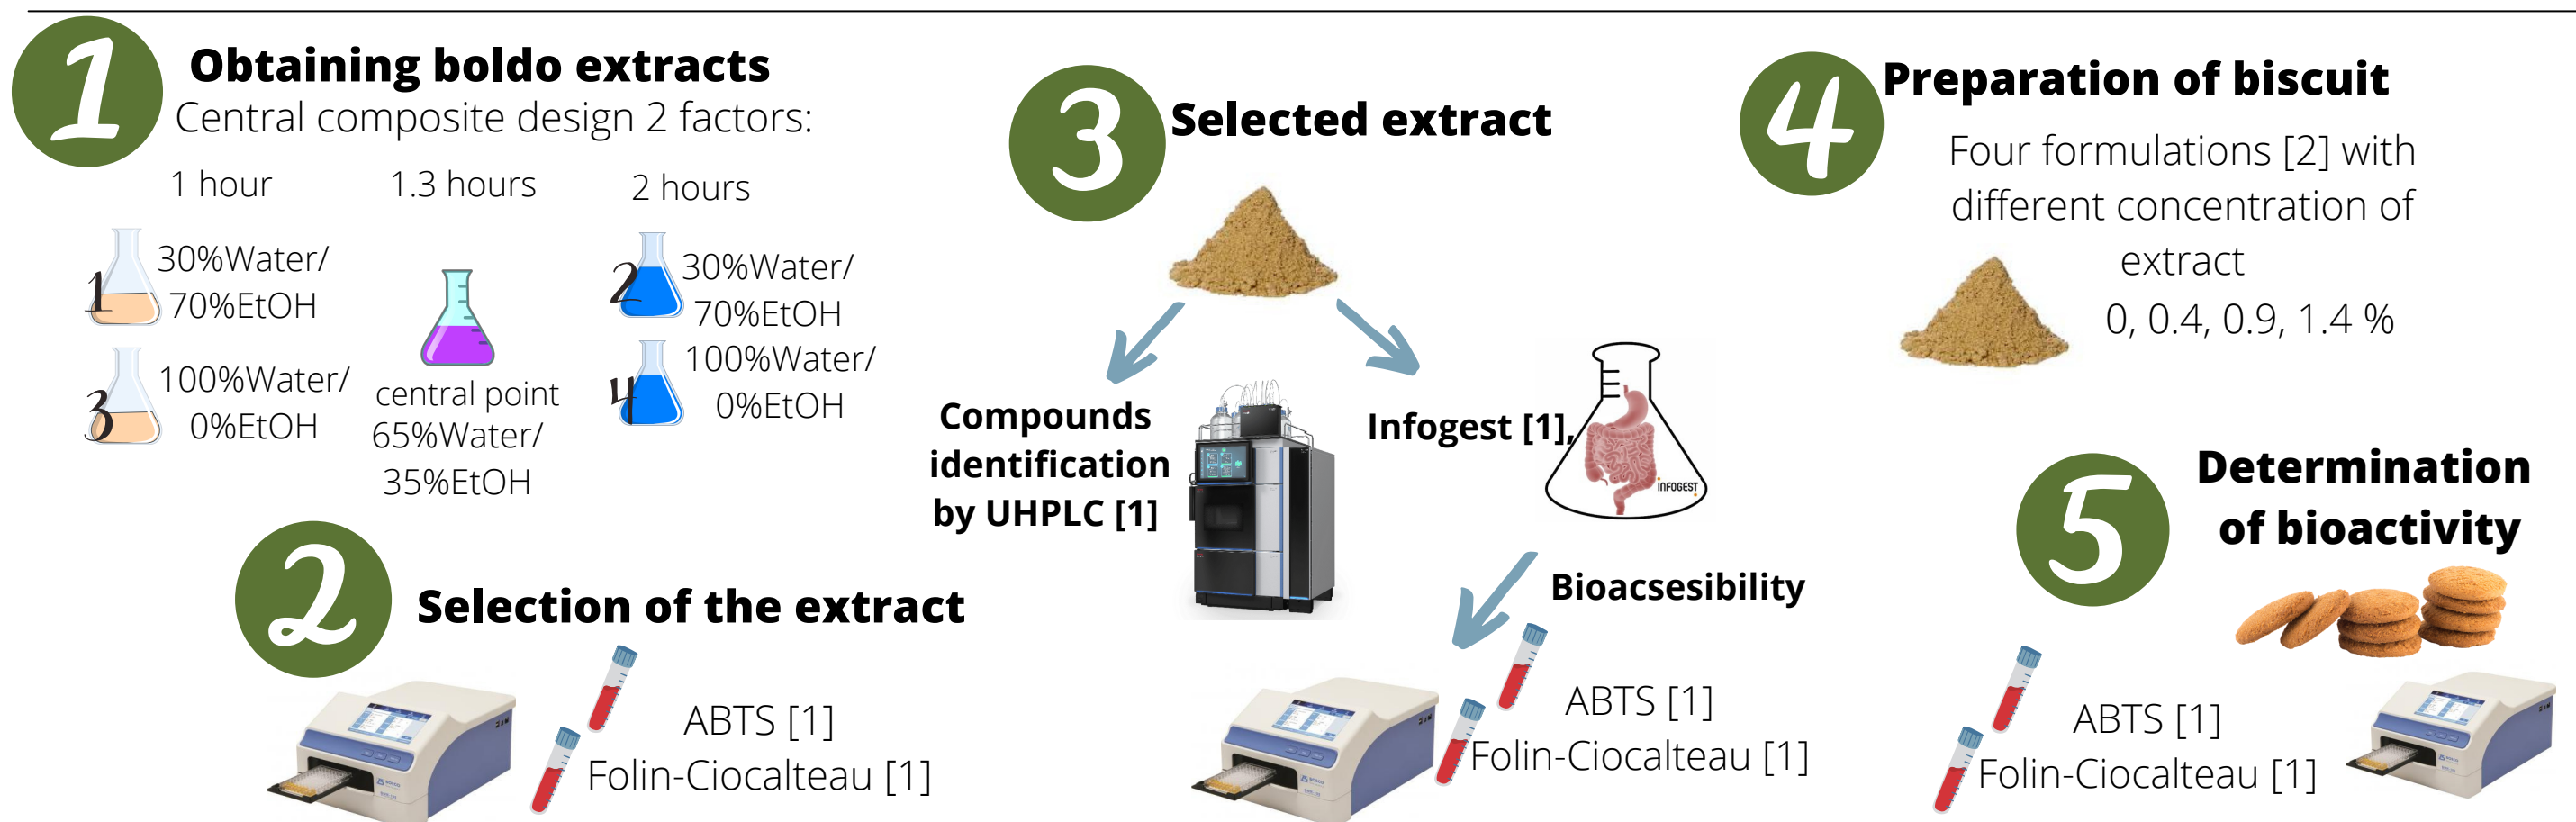 1
Obtaining boldo extracts
Central composite design 2 factors:
1 hour
1.3 hours
2 hours
1
30%Water/
70%EtOH
2
30%Water/
70%EtOH
3
100%Water/
0%EtOH
4
100%Water/
0%EtOH
central point
65%Water/
35%EtOH
2
Selection of the extract
ABTS [1]
Folin-Ciocalteau [1]
3
Selected extract
Compounds
identification
by UHPLC [1]
Infogest [1],
INFOGEST
Bioacsesibility
ABTS [1]
Folin-Ciocalteau [1]
4
Preparation of biscuit
Four formulations [2] with
different concentration of
extract
0, 0.4, 0.9, 1.4 %
5
Determination
of bioactivity
ABTS [1]
Folin-Ciocalteau [1]